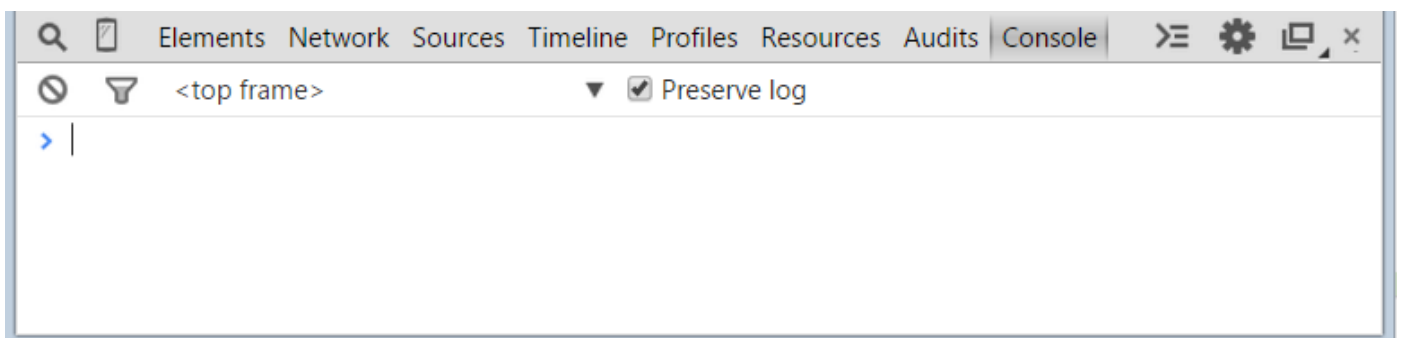 Elements Network Sources Timeline Profiles Resources Audits Console
<top frame> ▼ Preserve log
>